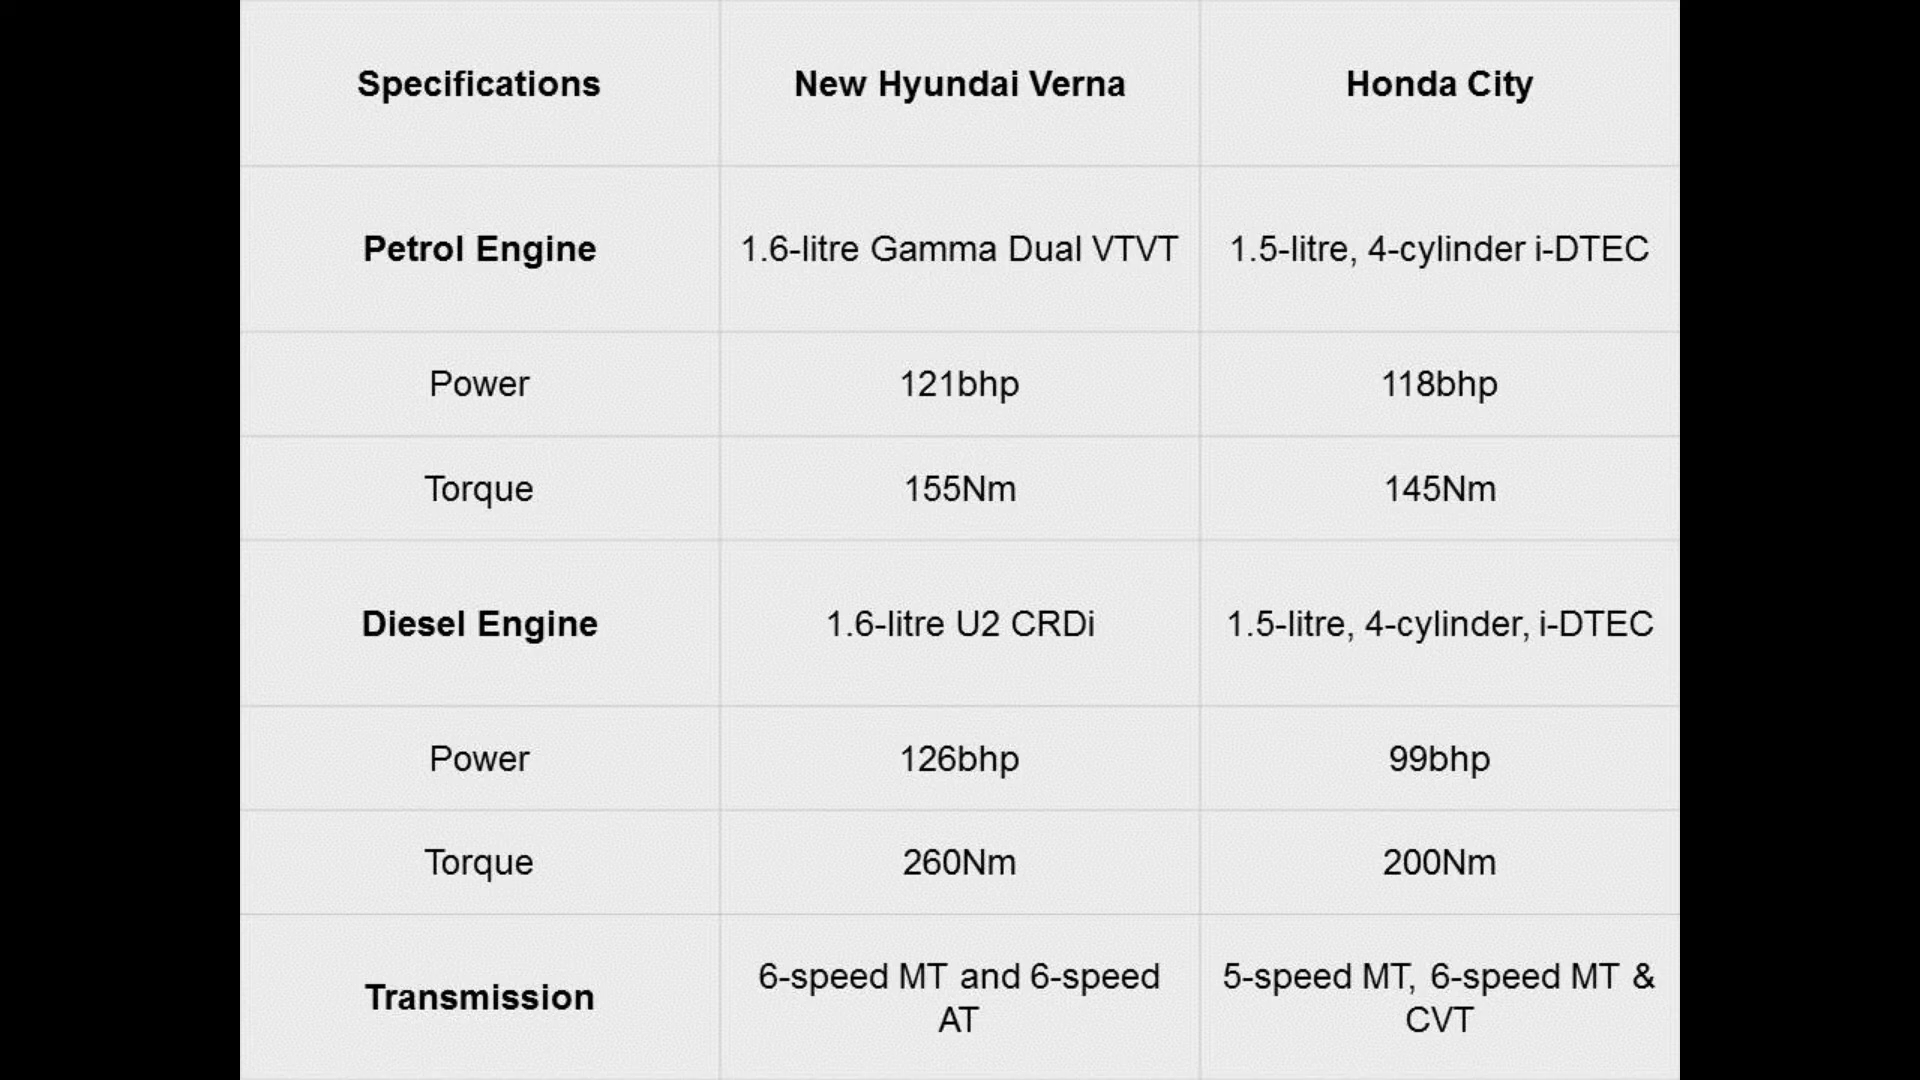 Specifications New Hyundai Verna Honda City
Petrol Engine 1.6-litre Gamma Dual VTVT 1.5-litre, 4-cylinder i-DTEC
Power 121bhp 118bhp
Torque 155Nm 145Nm
Diesel Engine 1.6-litre U2 CRDi 1.5-litre, 4-cylinder, i-DTEC
Power 126bhp 99bhp
Torque 260Nm 200Nm
Transmission 6-speed MT and 6-speed AT 5-speed MT, 6-speed MT & CVT